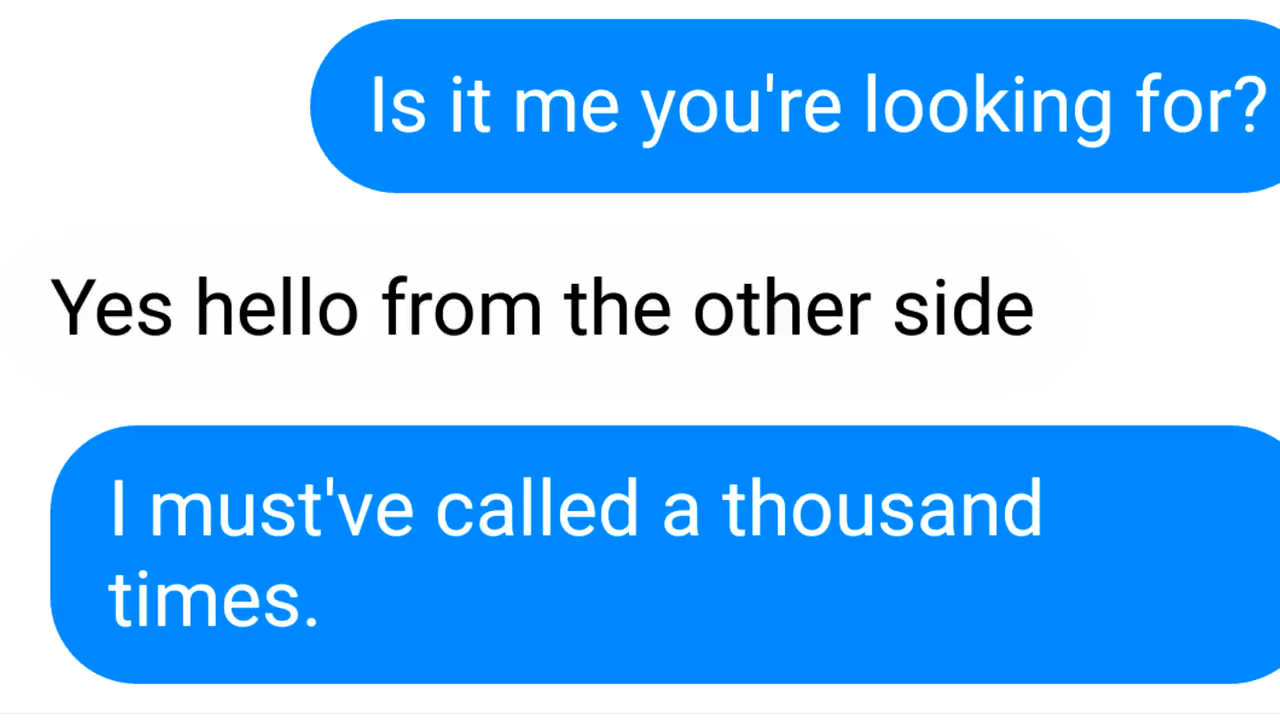 Is it me you're looking for?
Yes hello from the other side
I must've called a thousand
times.